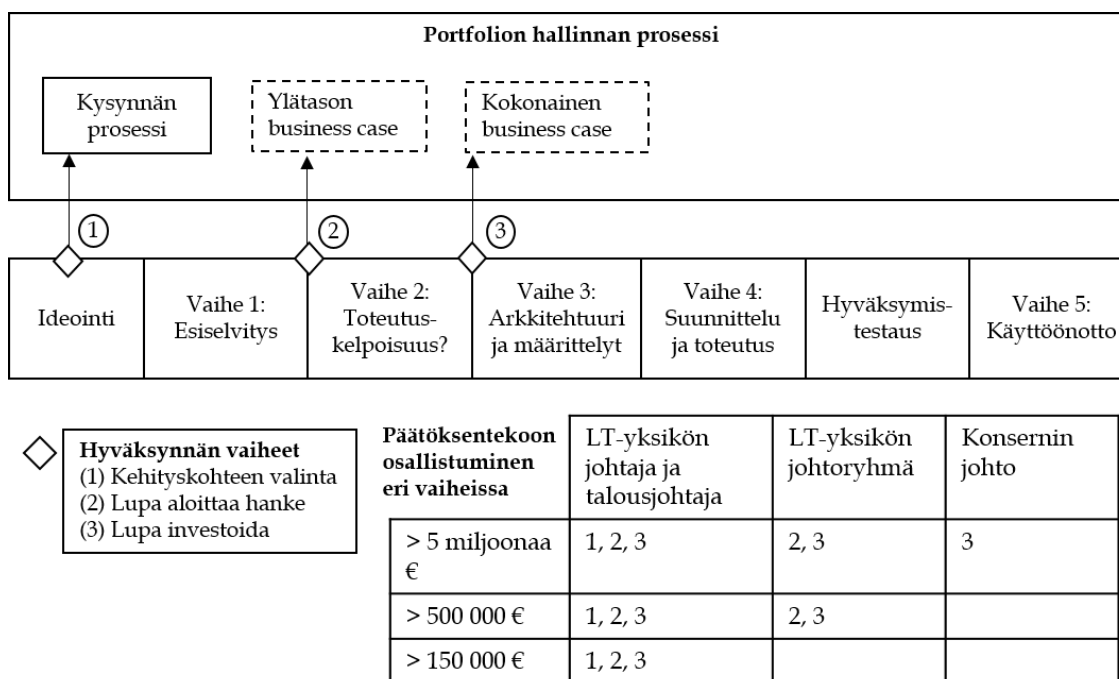 Portfolion hallinnan prosessi
Kysynnän
prosessi
Ylätason
business case
Kokonainen
business case
1
2
3
Ideointi
Vaihe 1:
Esiselvitys
Vaihe 2:
Toteutus-
kelpoisuus?
Vaihe 3:
Arkkitehtuuri
ja määrittelyt
Vaihe 4:
Suunnittelu
ja toteutus
Hyväksymis-
testaus
Vaihe 5:
Käyttöönotto
Hyväksynnän vaiheet
(1) Kehityskohteen valinta
(2) Lupa aloittaa hanke
(3) Lupa investoida
Päätöksentekoon
osallistuminen
eri vaiheissa
LT-yksikön
johtaja ja
talousjohtaja
LT-yksikön
johtoryhmä
Konsernin
johto
> 5 miljoonaa
€
1, 2, 3
2, 3
3
> 500 000 €
1, 2, 3
2, 3
> 150 000 €
1, 2, 3